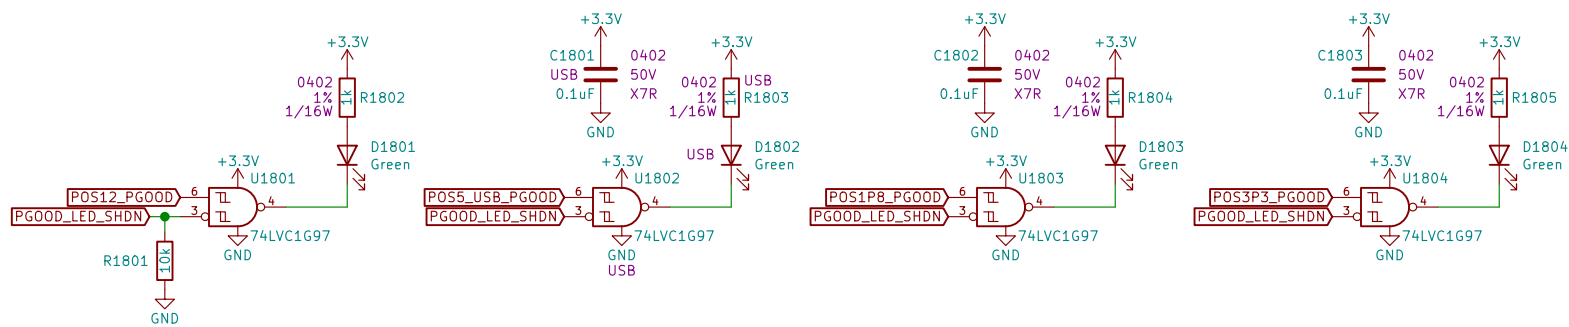 +3.3V
0402
1%
1/16W
1k
R1802
D1801
Green
+3.3V
U1801
POS12_PGOOD
6
PGOOD_LED_SHDN
3
4
74LVC1G97
GND
R1801
10k
GND
+3.3V
C1801
USB
0.1uF
0402
50V
X7R
GND
+3.3V
0402
1%
1/16W
1k
USB
R1803
USB
D1802
Green
+3.3V
U1802
POS5_USB_PGOOD
6
PGOOD_LED_SHDN
3
4
74LVC1G97
GND
USB
+3.3V
C1802
0.1uF
0402
50V
X7R
GND
+3.3V
0402
1%
1/16W
1k
R1804
D1803
Green
+3.3V
U1803
POS1P8_PGOOD
6
PGOOD_LED_SHDN
3
4
74LVC1G97
GND
+3.3V
C1803
0.1uF
0402
50V
X7R
GND
+3.3V
0402
1%
1/16W
1k
R1805
D1804
Green
+3.3V
U1804
POS3P3_PGOOD
6
PGOOD_LED_SHDN
3
4
74LVC1G97
GND